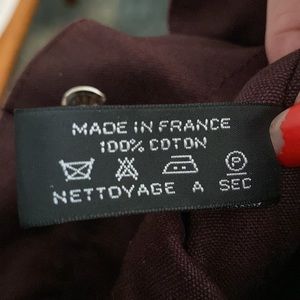 MADE IN FRANCE
100% COTON
P
NETTOYAGE A SEC